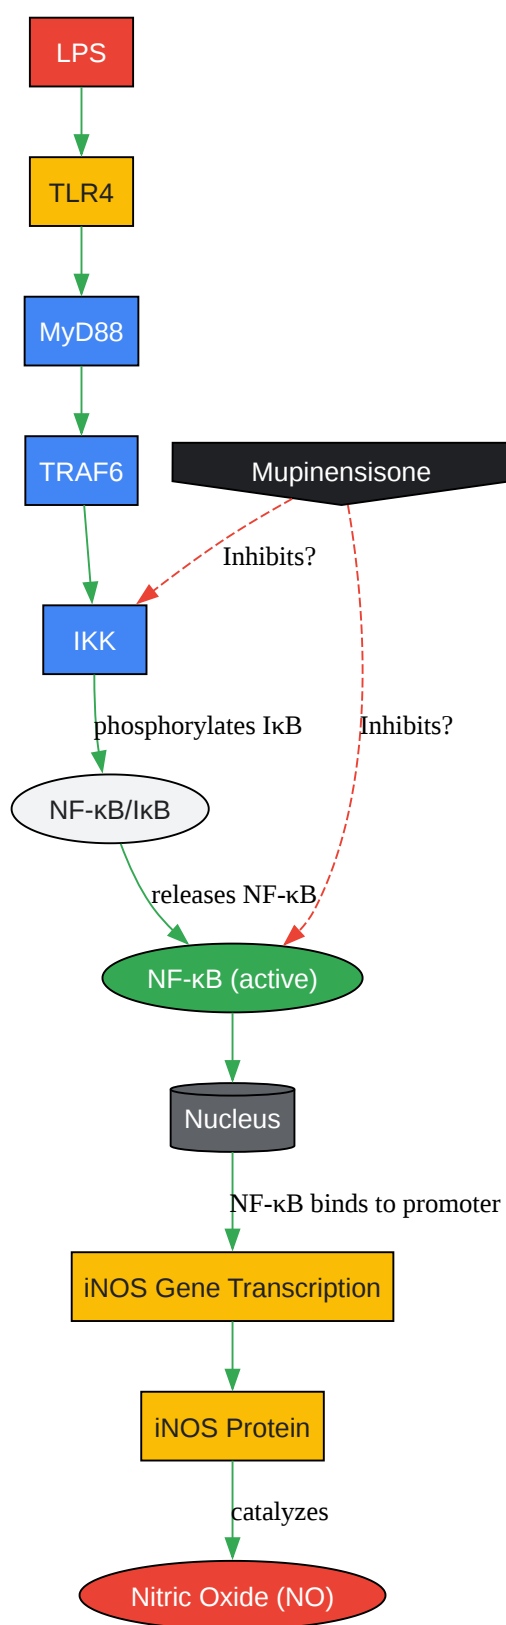 LPS
TLR4
MyD88
TRAF6
Mupinensisone
Inhibits?
IKK
phosphorylates IκB
Inhibits?
NF-κB/IκB
releases NF-κB
NF-κB (active)
Nucleus
NF-κB binds to promoter
iNOS Gene Transcription
iNOS Protein
catalyzes
Nitric Oxide (NO)